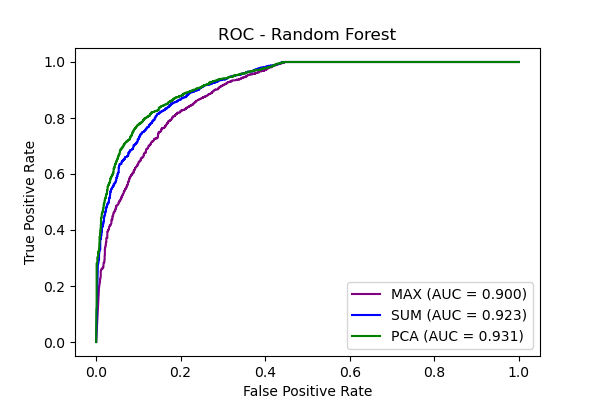 ROC - Random Forest
1.0
0.8
0.6
0.4
0.2
0.0
True Positive Rate
MAX (AUC = 0.900)
SUM (AUC = 0.923)
PCA (AUC = 0.931)
0.0 0.2 0.4 0.6 0.8 1.0
False Positive Rate